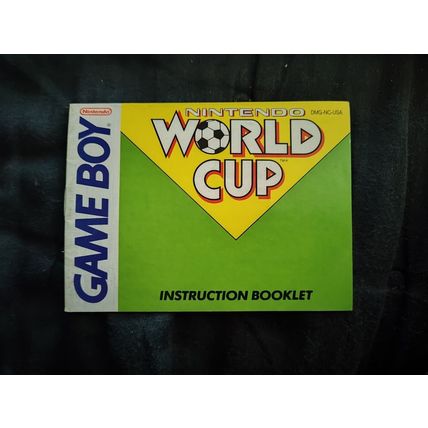 Nintendo
GAME BOY
NINTENDO
DMG-NC-USA
WORLD
CUP
TM
INSTRUCTION BOOKLET